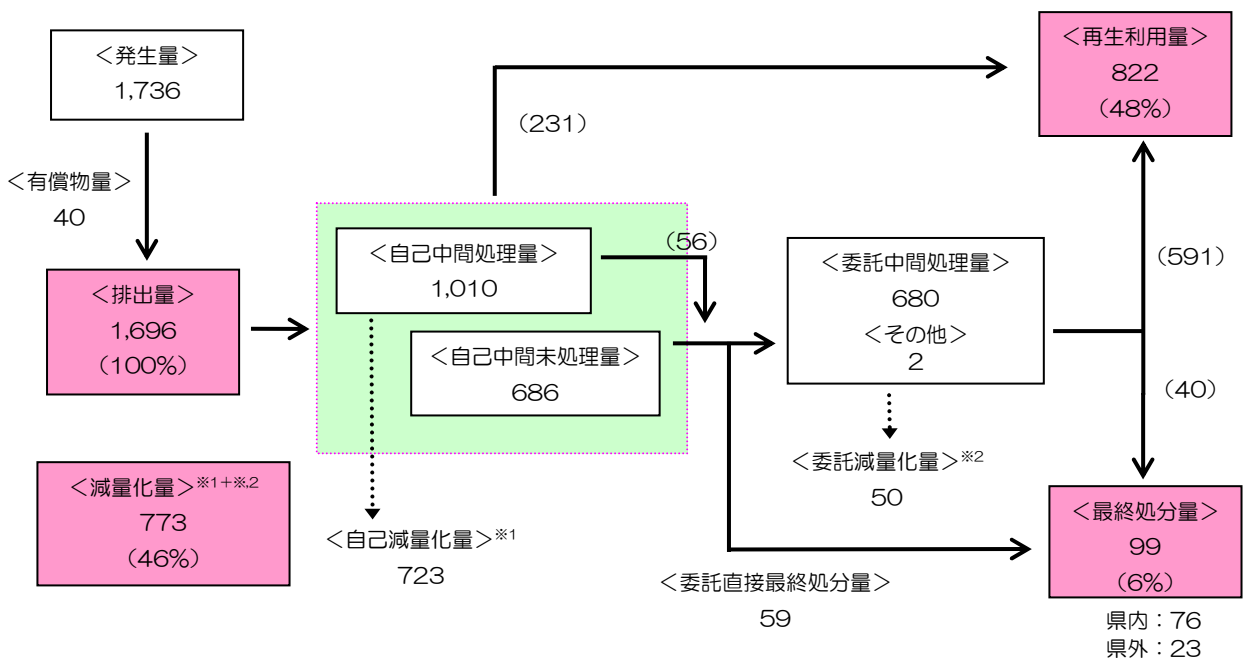 ＜発生量＞
1,736
＜有償物量＞
40
＜排出量＞
1,696
(100%)
＜減量化量＞※1+※2
773
(46%)
(231)
＜自己中間処理量＞
1,010
(56)
＜自己中間未処理量＞
686
＜自己減量化量＞※1
723
＜委託中間処理量＞
680
＜その他＞
2
＜委託減量化量＞※2
50
＜委託直接最終処分量＞
59
＜再生利用量＞
822
(48%)
(591)
(40)
＜最終処分量＞
99
(6%)
県内：76
県外：23